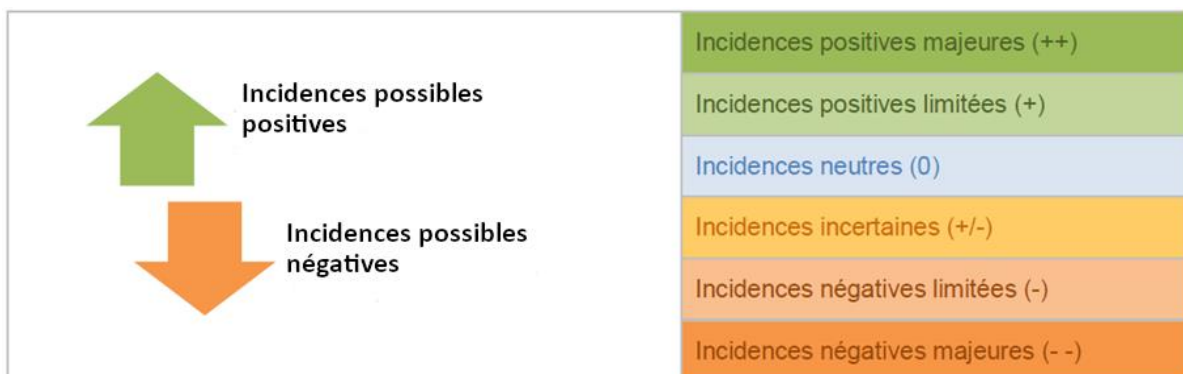 Incidences possibles
positives
Incidences possibles
négatives
Incidences positives majeures (++)
Incidences positives limitées (+)
Incidences neutres (0)
Incidences incertaines (+/-)
Incidences négatives limitées (-)
Incidences négatives majeures (- -)